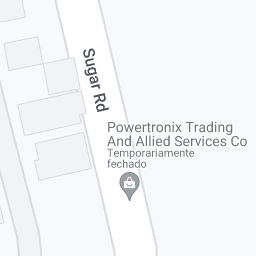 Sugar Rd
Powertronix Trading
And Allied Services Co
Temporariamente
fechado